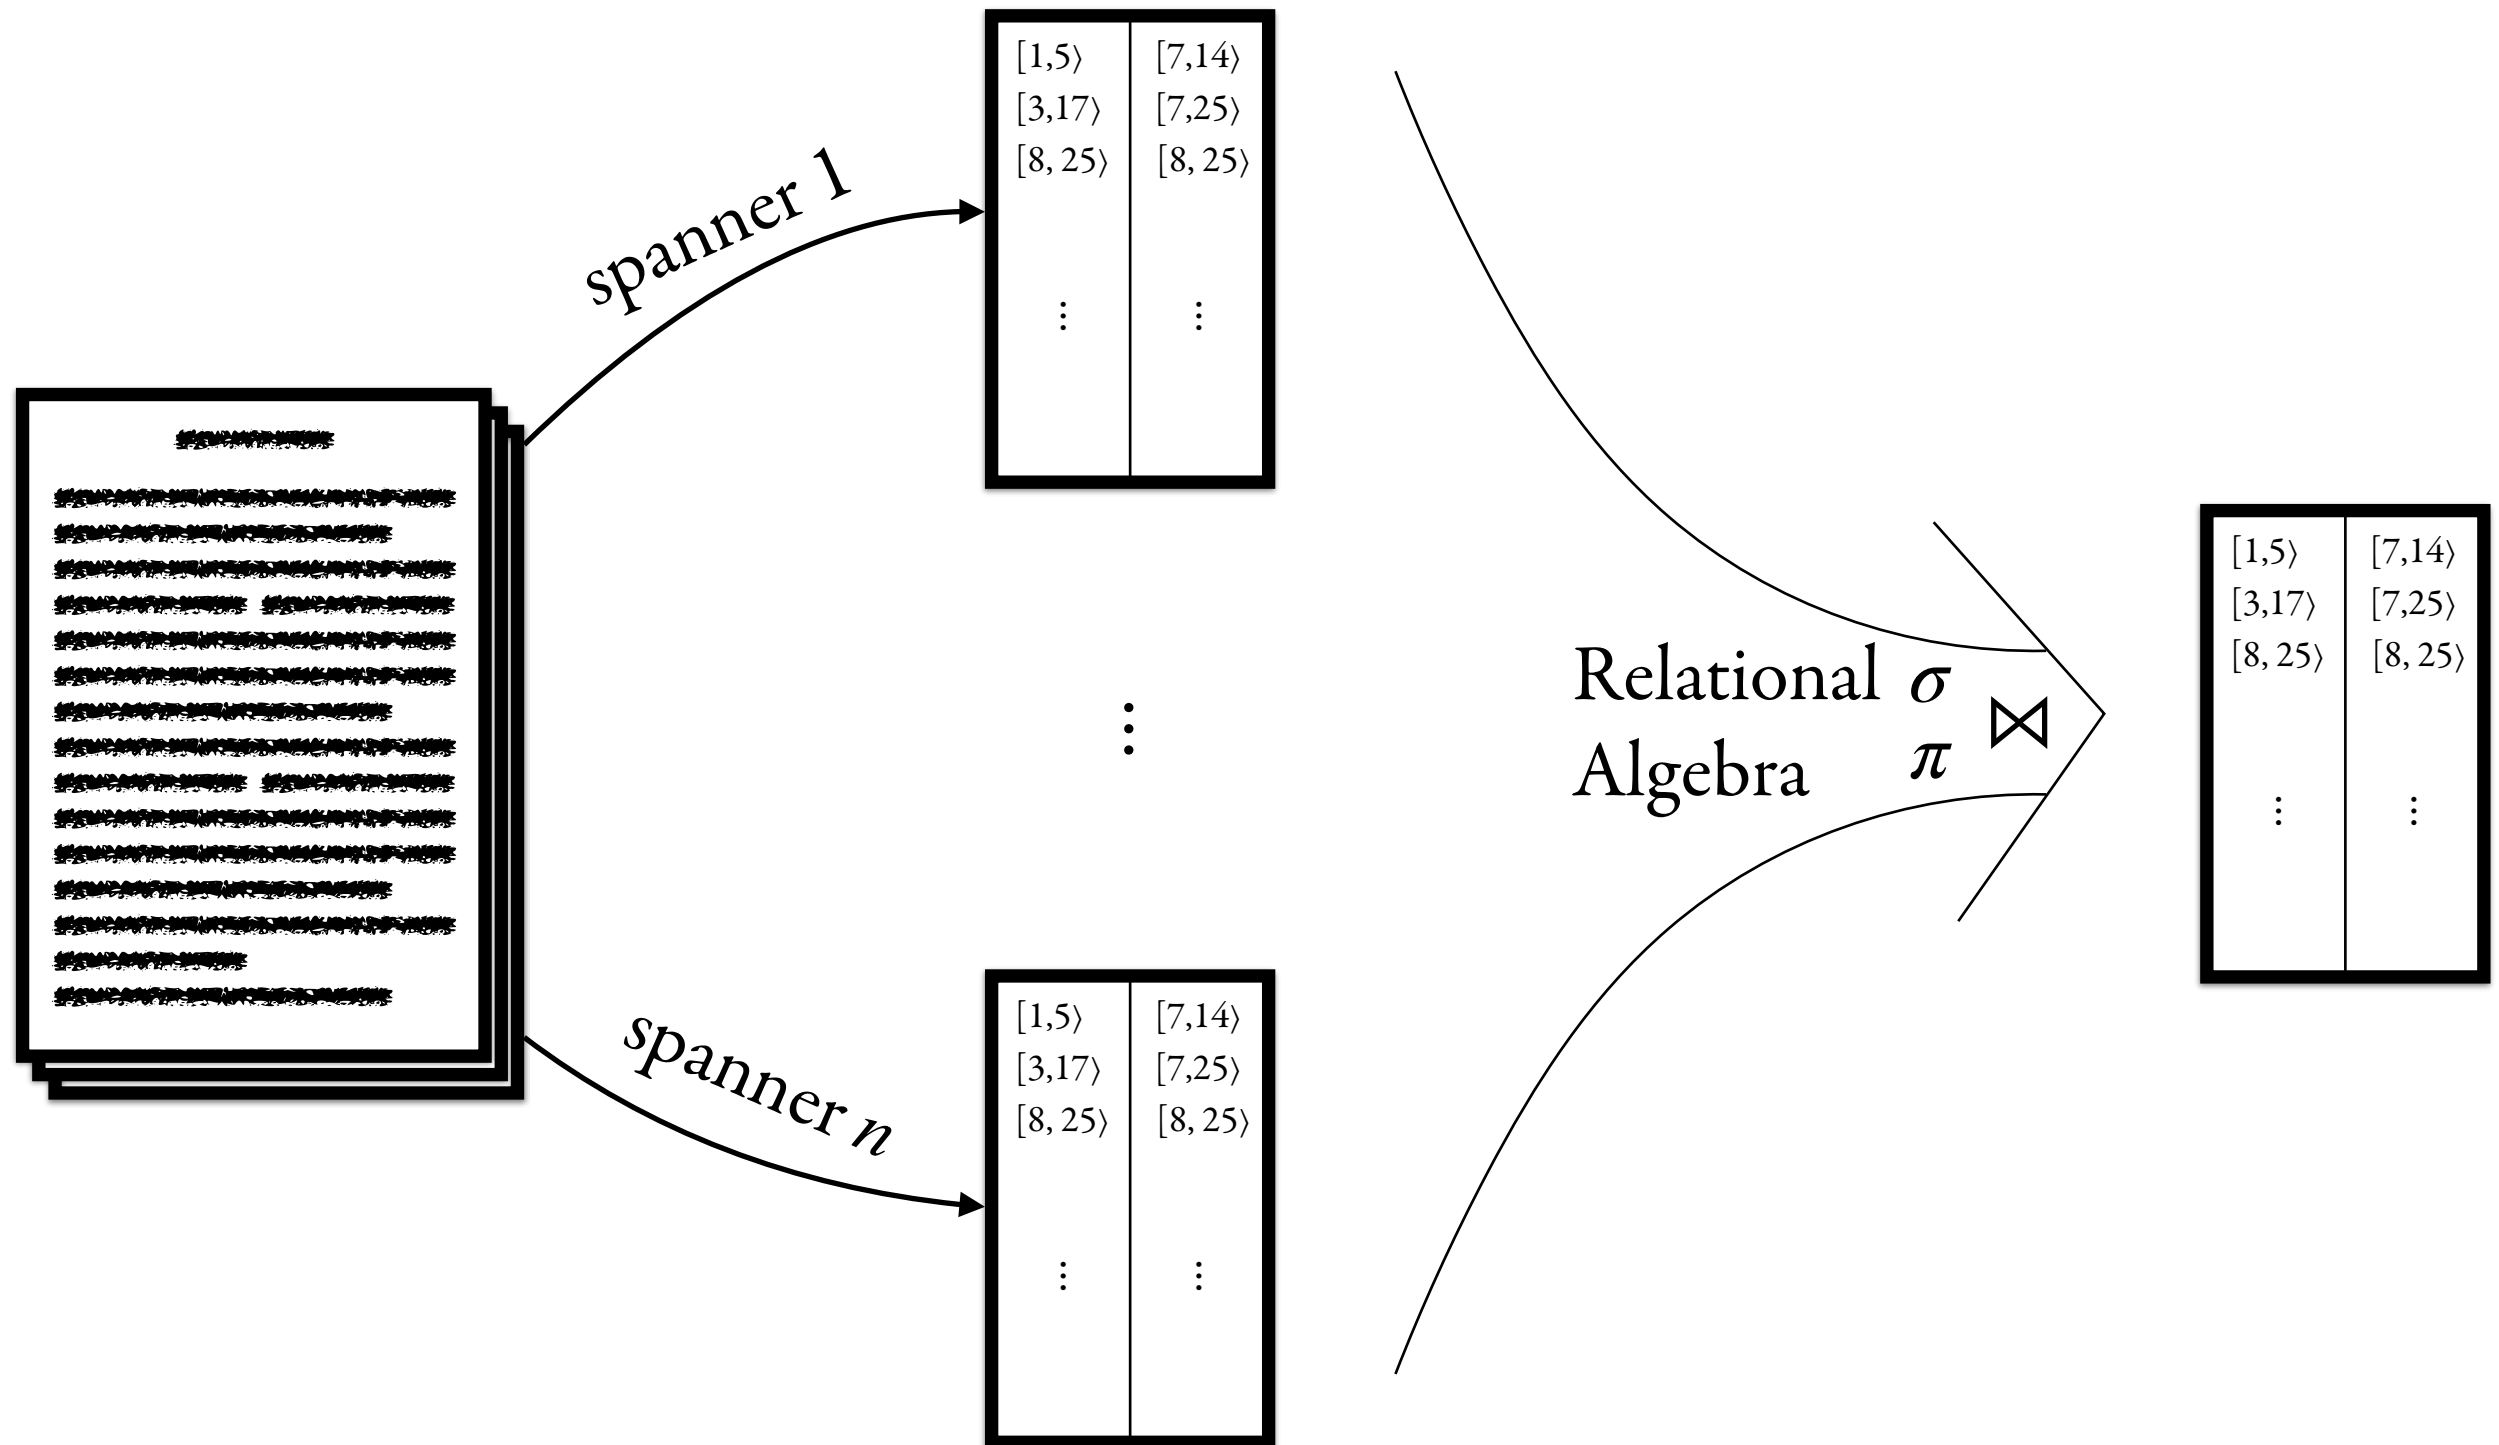 spanner 1
[1,5⟩ [7,14⟩
[3,17⟩ [7,25⟩
[8, 25⟩ [8, 25⟩
⋮ ⋮
⋮
spanner n
[1,5⟩ [7,14⟩
[3,17⟩ [7,25⟩
[8, 25⟩ [8, 25⟩
⋮ ⋮
Relational σ
⋈
Algebra π
[1,5⟩ [7,14⟩
[3,17⟩ [7,25⟩
[8, 25⟩ [8, 25⟩
⋮ ⋮